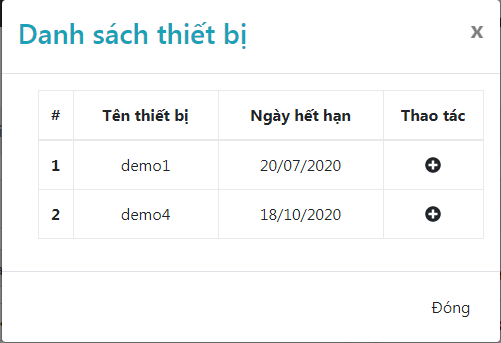 Danh sách thiết bị x
# Tên thiết bị Ngày hết hạn Thao tác
1 demo1 20/07/2020
2 demo4 18/10/2020
Đóng